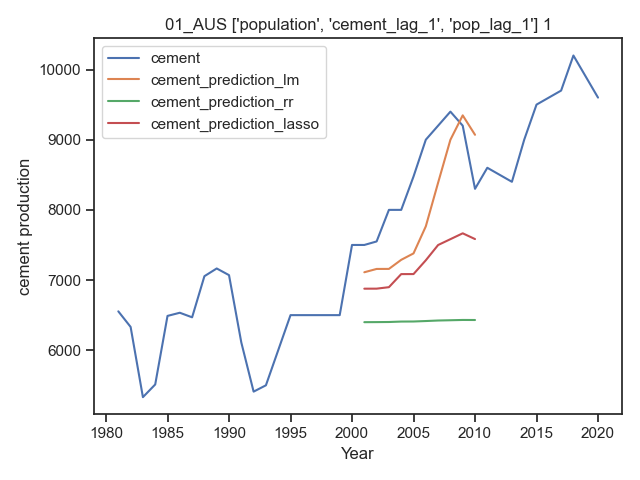 01_AUS ['population', 'cement_lag_1', 'pop_lag_1'] 1
cement
cement_prediction_lm
cement_prediction_rr
cement_prediction_lasso
cement production
10000
9000
8000
7000
6000
1980 1985 1990 1995 2000 2005 2010 2015 2020
Year